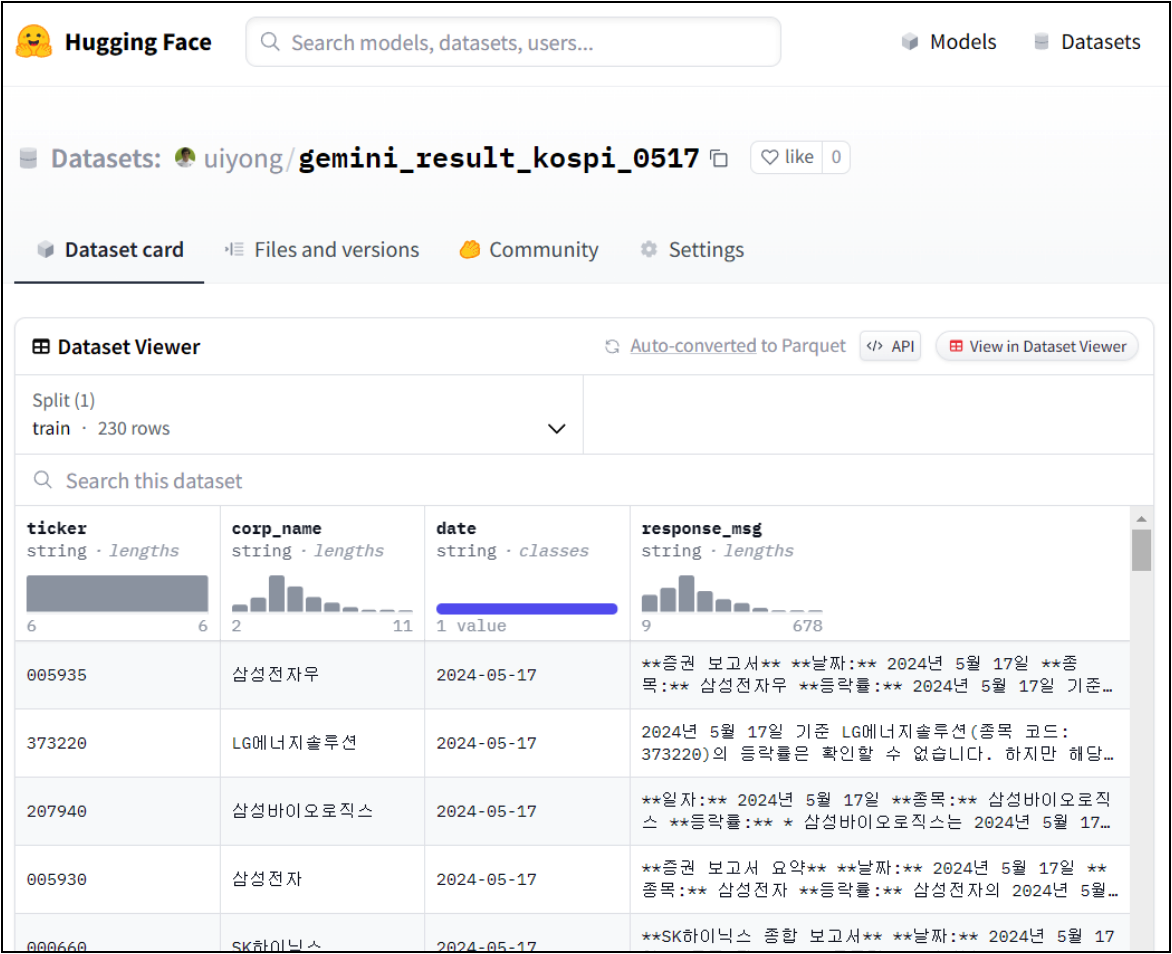 Hugging Face
Search models, datasets, users...
Models
Datasets
Datasets: uiyong/gemini_result_kospi_0517
like 0
Dataset card
Files and versions
Community
Settings
Dataset Viewer
Auto-converted to Parquet
</> API
View in Dataset Viewer
Split (1)
train · 230 rows
Search this dataset
ticker
string · lengths
6 6
corp_name
string · lengths
2 11
date
string · classes
1 value
response_msg
string · lengths
9 678
005935
삼성전자우
2024-05-17
**증권 보고서** **날짜:** 2024년 5월 17일 **종
목:** 삼성전자우 **등락률:** 2024년 5월 17일 기준…
373220
LG에너지솔루션
2024-05-17
2024년 5월 17일 기준 LG에너지솔루션(종목 코드:
373220)의 등락률은 확인할 수 없습니다. 하지만 해당…
207940
삼성바이오로직스
2024-05-17
**일자:** 2024년 5월 17일 **종목:** 삼성바이오로직
스 **등락률:** * 삼성바이오로직스는 2024년 5월 17…
005930
삼성전자
2024-05-17
**증권 보고서 요약** **날짜:** 2024년 5월 17일 **
종목:** 삼성전자 **등락률:** 삼성전자의 2024년 5월…
000660
SK하이닉스
2024-05-17
**SK하이닉스 종합 보고서** **날짜:** 2024년 5월 17